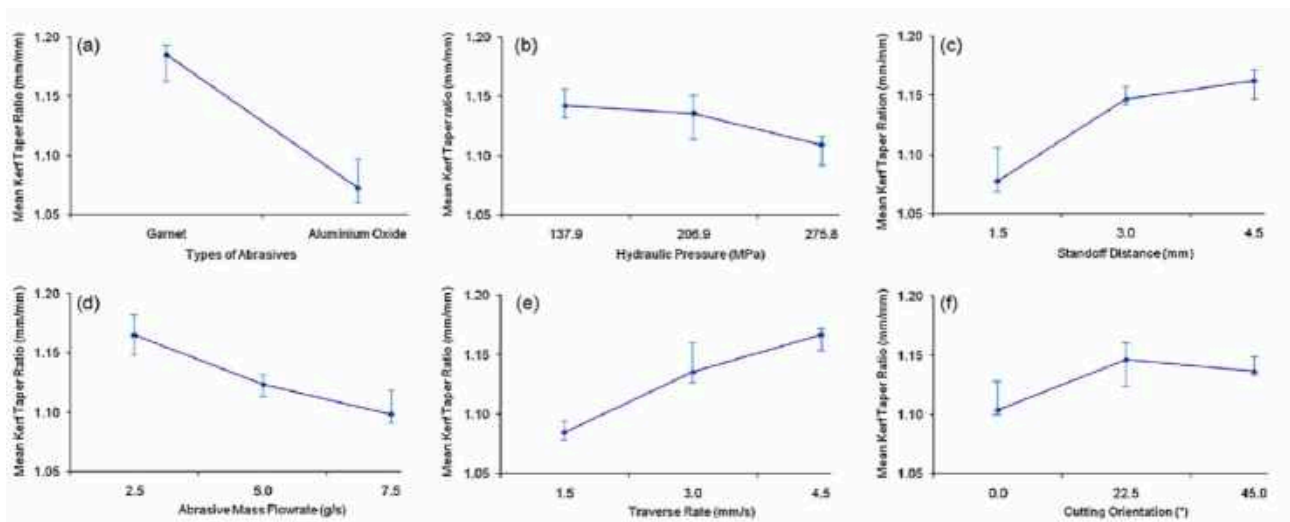 (a)
Mean Kerf Taper Ratio (mm/mm)
1.20
1.15
1.10
1.05
Garnet
Aluminium Oxide
Types of Abrasives
(b)
Mean Kerf Taper ratio (mm/mm)
1.20
1.15
1.10
1.05
137.9
206.9
275.8
Hydraulic Pressure (MPa)
(c)
Mean Kerf Taper Ration (mm/mm)
1.20
1.15
1.10
1.05
1.5
3.0
4.5
Standoff Distance (mm)
(d)
Mean Kerf Taper Ratio (mm/mm)
1.20
1.15
1.10
1.05
2.5
5.0
7.5
Abrasive Mass Flowrate (g/s)
(e)
Mean Kerf Taper Ratio (mm/mm)
1.20
1.15
1.10
1.05
1.5
3.0
4.5
Traverse Rate (mm/s)
(f)
Mean Kerf Taper Ratio (mm/mm)
1.20
1.15
1.10
1.05
0.0
22.5
45.0
Cutting Orientation (°)